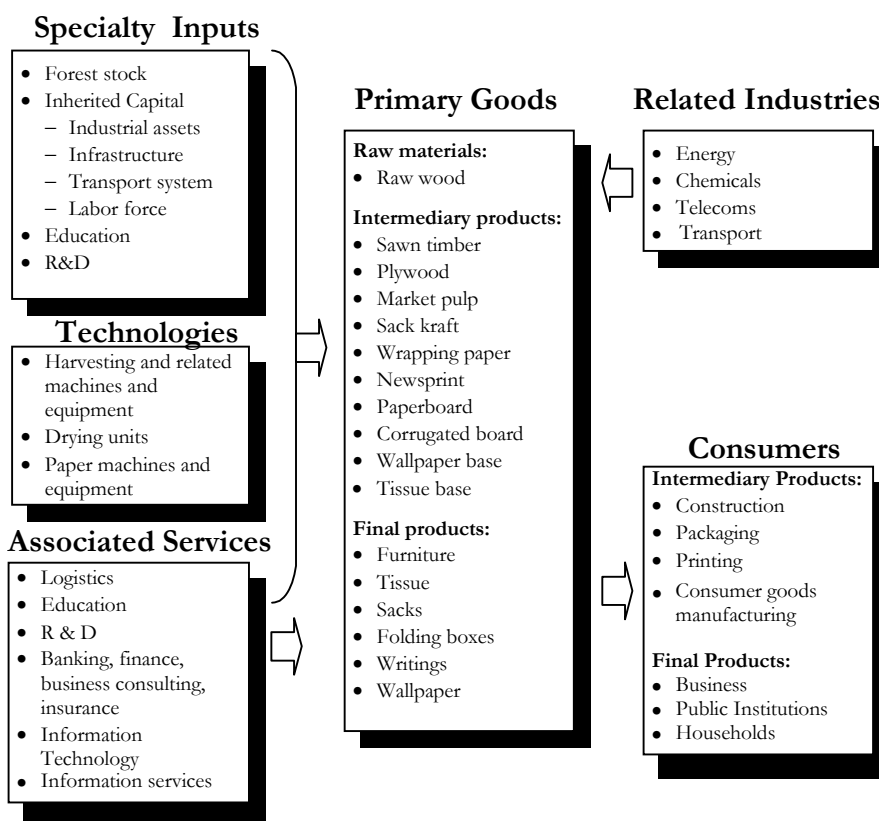 Specialty Inputs
• Forest stock
• Inherited Capital
– Industrial assets
– Infrastructure
– Transport system
– Labor force
• Education
• R&D
Technologies
• Harvesting and related
machines and
equipment
• Drying units
• Paper machines and
equipment
Associated Services
• Logistics
• Education
• R & D
• Banking, finance,
business consulting,
insurance
• Information
Technology
• Information services
Primary Goods
Raw materials:
• Raw wood
Intermediary products:
• Sawn timber
• Plywood
• Market pulp
• Sack kraft
• Wrapping paper
• Newsprint
• Paperboard
• Corrugated board
• Wallpaper base
• Tissue base
Final products:
• Furniture
• Tissue
• Sacks
• Folding boxes
• Writings
• Wallpaper
Related Industries
• Energy
• Chemicals
• Telecoms
• Transport
Consumers
Intermediary Products:
• Construction
• Packaging
• Printing
• Consumer goods
manufacturing
Final Products:
• Business
• Public Institutions
• Households